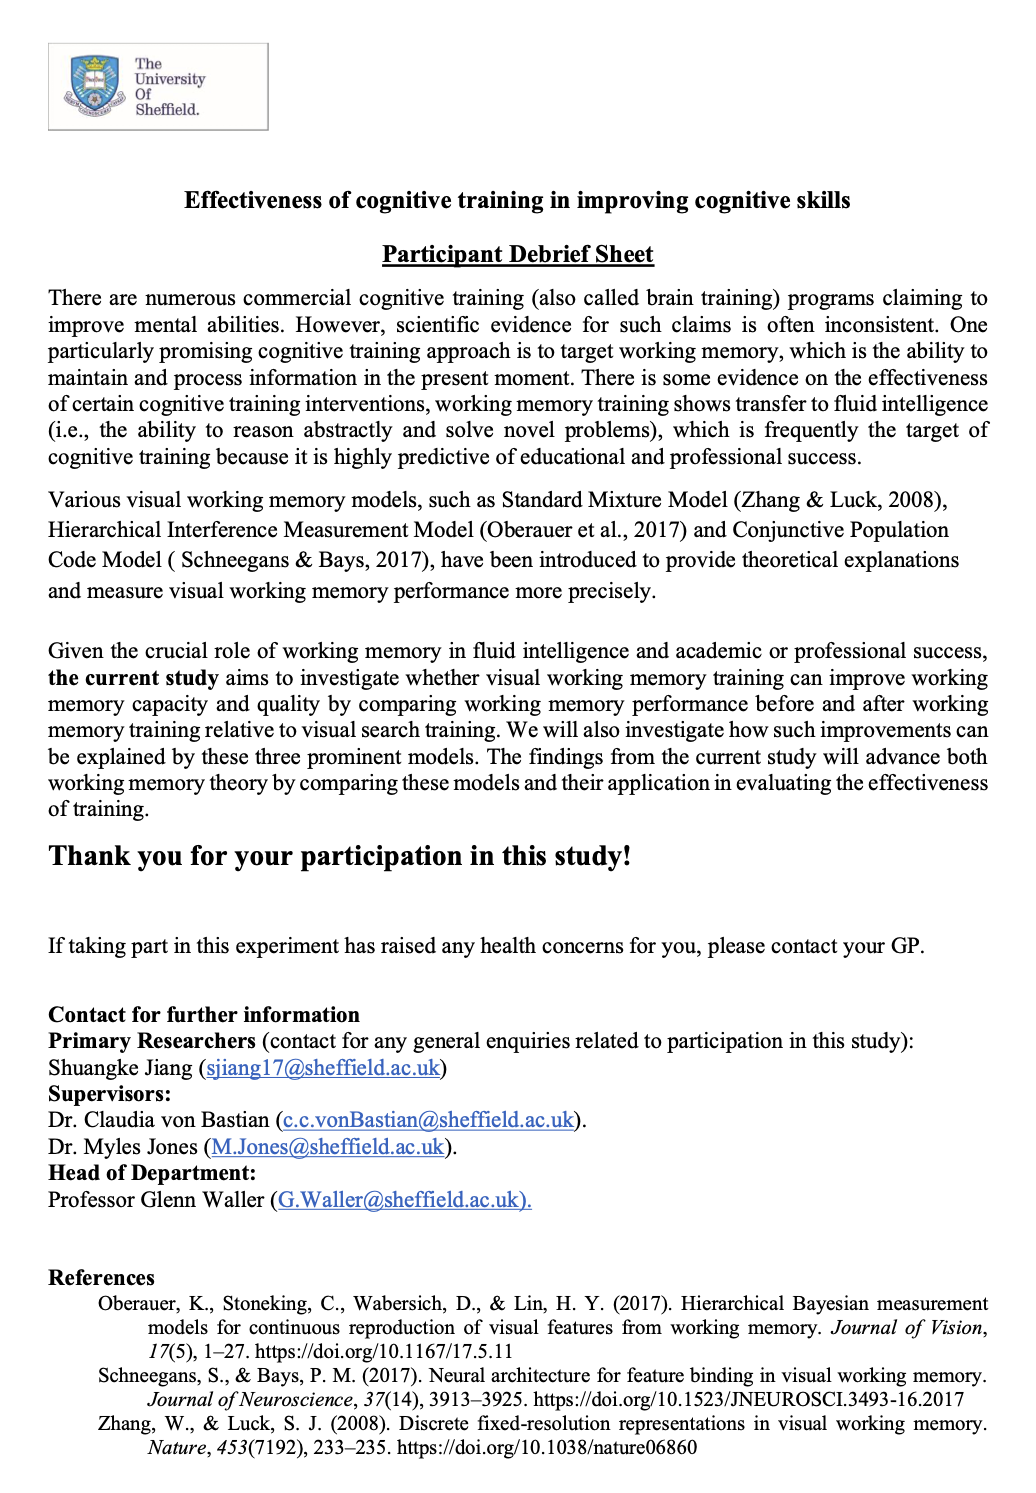 The
University
Of
Sheffield.
Effectiveness of cognitive training in improving cognitive skills
Participant Debrief Sheet
There are numerous commercial cognitive training (also called brain training) programs claiming to
improve mental abilities. However, scientific evidence for such claims is often inconsistent. One
particularly promising cognitive training approach is to target working memory, which is the ability to
maintain and process information in the present moment. There is some evidence on the effectiveness
of certain cognitive training interventions, working memory training shows transfer to fluid intelligence
(i.e., the ability to reason abstractly and solve novel problems), which is frequently the target of
cognitive training because it is highly predictive of educational and professional success.
Various visual working memory models, such as Standard Mixture Model (Zhang & Luck, 2008),
Hierarchical Interference Measurement Model (Oberauer et al., 2017) and Conjunctive Population
Code Model ( Schneegans & Bays, 2017), have been introduced to provide theoretical explanations
and measure visual working memory performance more precisely.
Given the crucial role of working memory in fluid intelligence and academic or professional success,
the current study aims to investigate whether visual working memory training can improve working
memory capacity and quality by comparing working memory performance before and after working
memory training relative to visual search training. We will also investigate how such improvements can
be explained by these three prominent models. The findings from the current study will advance both
working memory theory by comparing these models and their application in evaluating the effectiveness
of training.
Thank you for your participation in this study!
If taking part in this experiment has raised any health concerns for you, please contact your GP.
Contact for further information
Primary Researchers (contact for any general enquiries related to participation in this study):
Shuangke Jiang (sjiang17@sheffield.ac.uk)
Supervisors:
Dr. Claudia von Bastian (c.c.vonBastian@sheffield.ac.uk).
Dr. Myles Jones (M.Jones@sheffield.ac.uk).
Head of Department:
Professor Glenn Waller (G.Waller@sheffield.ac.uk).
References
Oberauer, K., Stoneking, C., Wabersich, D., & Lin, H. Y. (2017). Hierarchical Bayesian measurement
models for continuous reproduction of visual features from working memory. Journal of Vision,
17(5), 1–27. https://doi.org/10.1167/17.5.11
Schneegans, S., & Bays, P. M. (2017). Neural architecture for feature binding in visual working memory.
Journal of Neuroscience, 37(14), 3913–3925. https://doi.org/10.1523/JNEUROSCI.3493-16.2017
Zhang, W., & Luck, S. J. (2008). Discrete fixed-resolution representations in visual working memory.
Nature, 453(7192), 233–235. https://doi.org/10.1038/nature06860